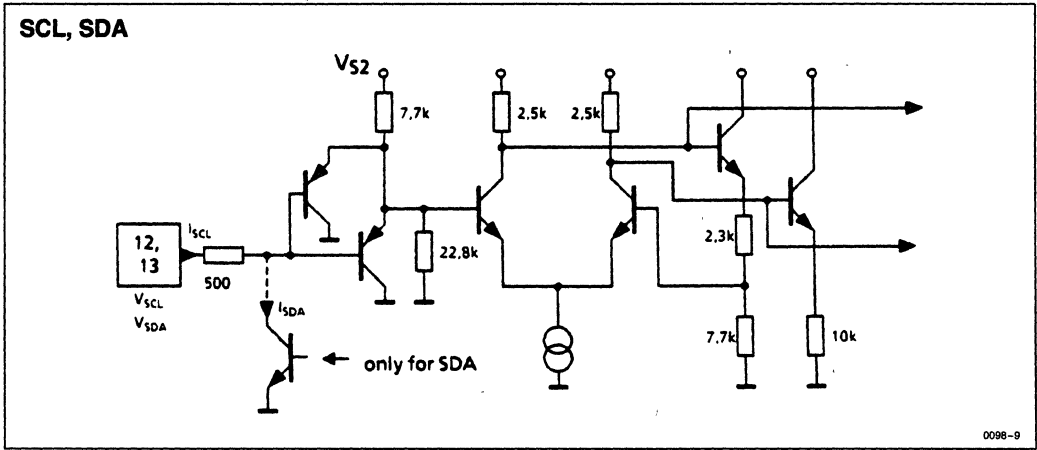 SCL, SDA
VS2
7,7k
2,5k
2,5k
ISCL
12,
13
500
22,8k
2,3k
VSCL
VSDA
ISDA
only for SDA
7,7k
10k
0098-9